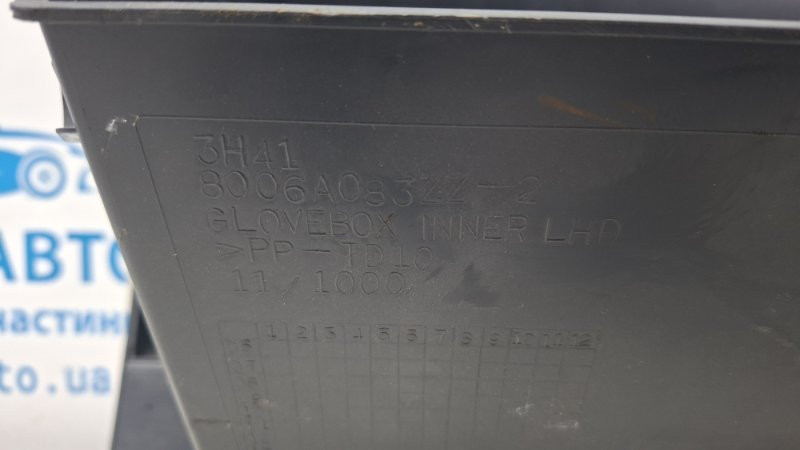 3H41
8006A08322-2
GLOVEBOX INNER LHD
>PP-TD10
11/1000
1 2 3 4 5 6 7 8 9 10 11 12
АВТО
частини
то.ua